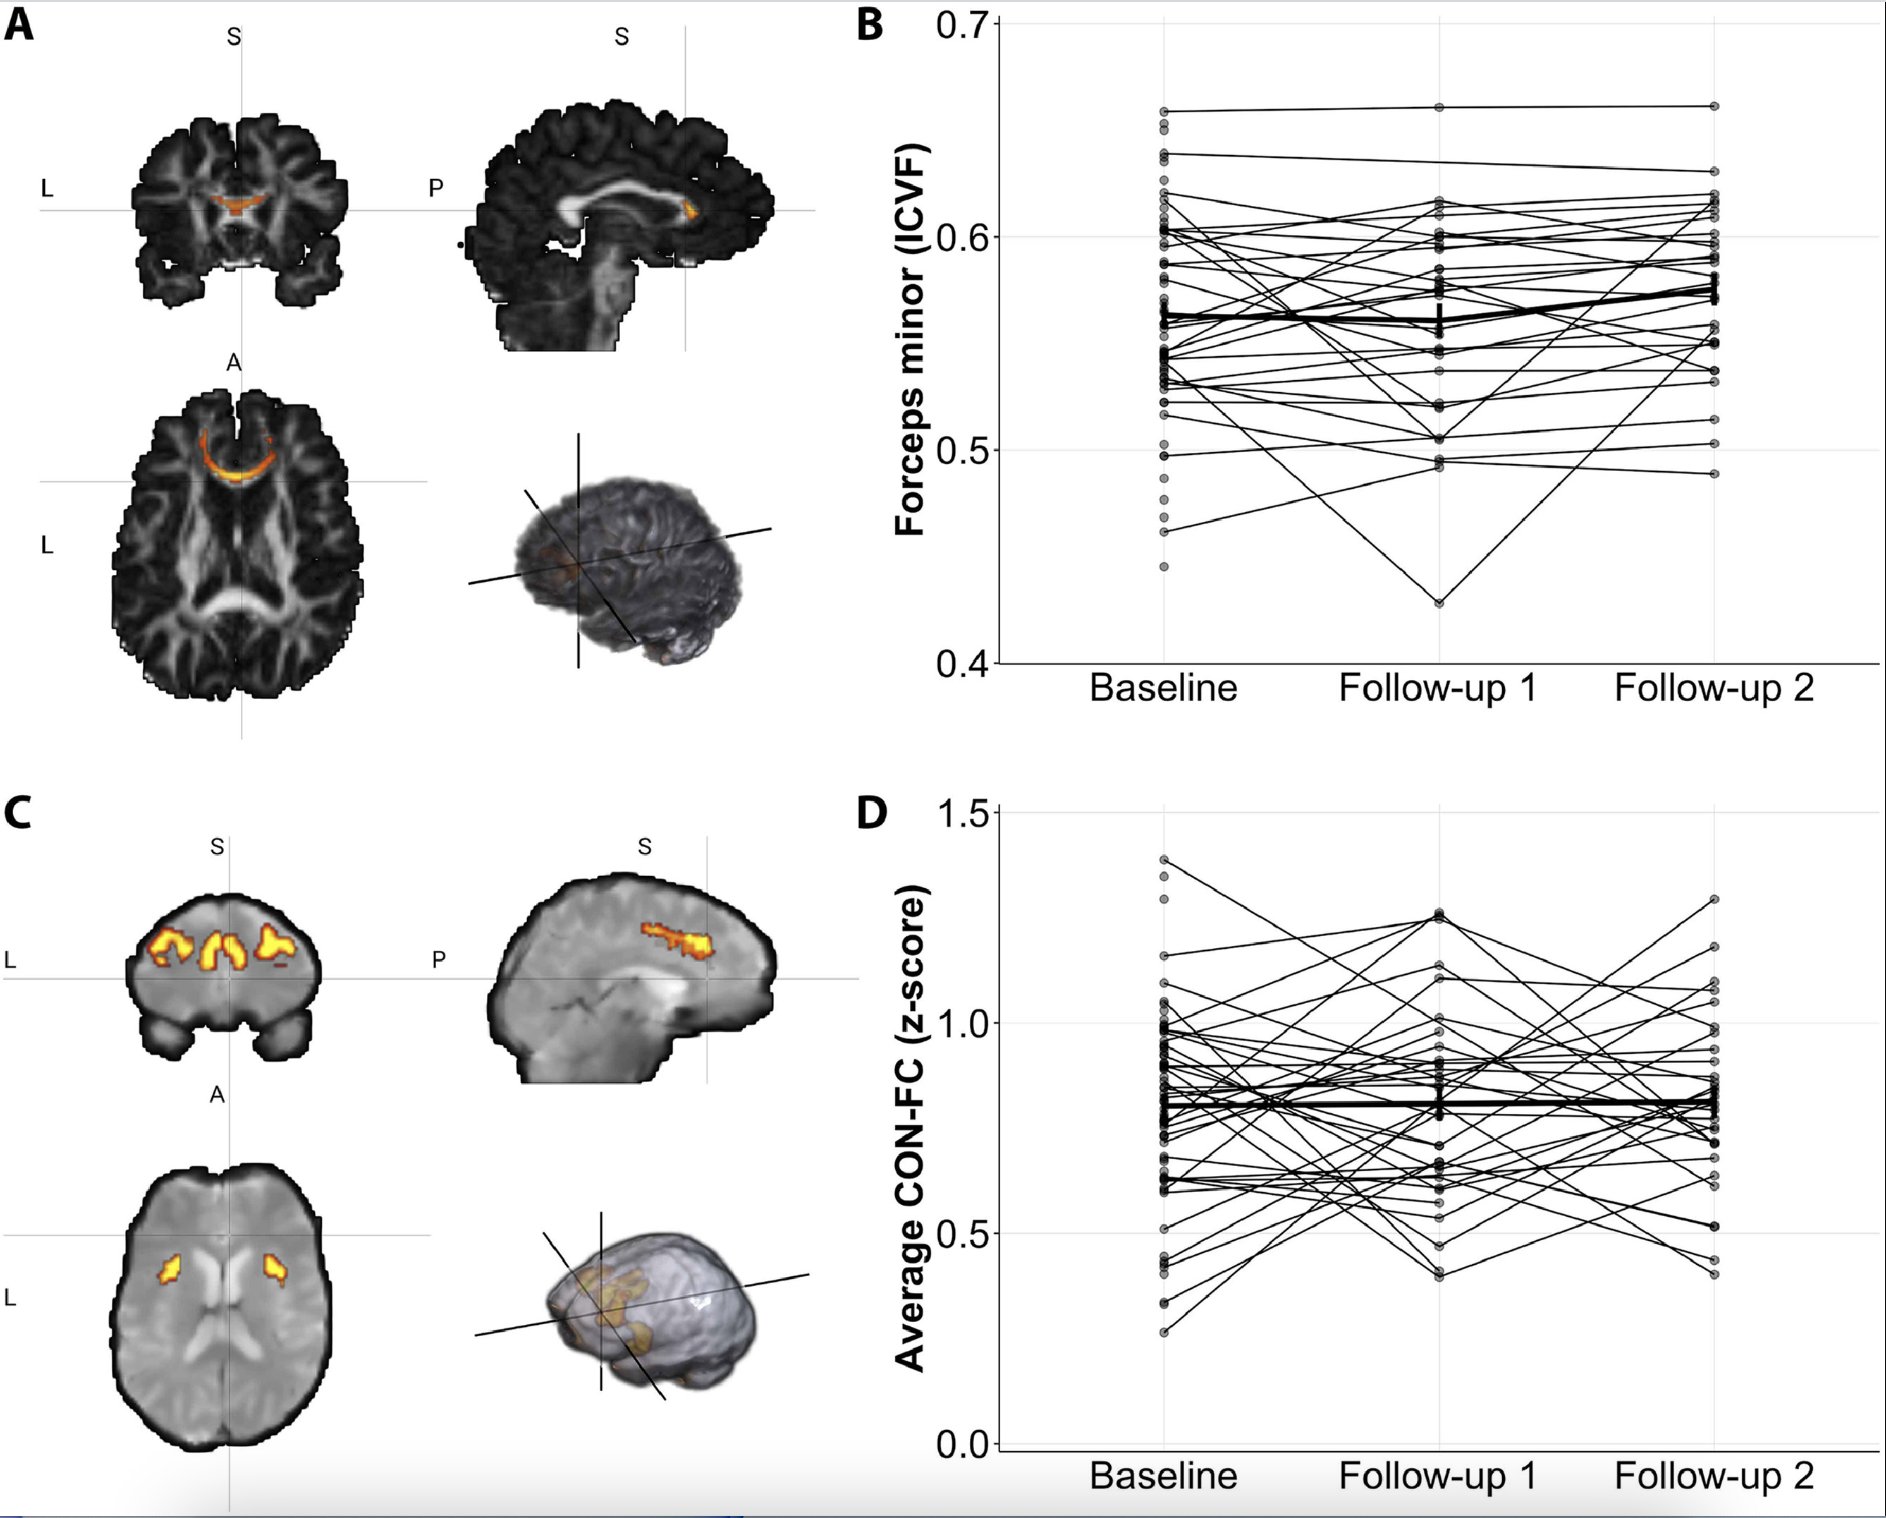 A
S
S
L
P
A
L
B
0.7
0.6
0.5
0.4
Forceps minor (ICVF)
Baseline
Follow-up 1
Follow-up 2
C
S
S
L
P
A
L
D
1.5
1.0
0.5
0.0
Average CON-FC (z-score)
Baseline
Follow-up 1
Follow-up 2